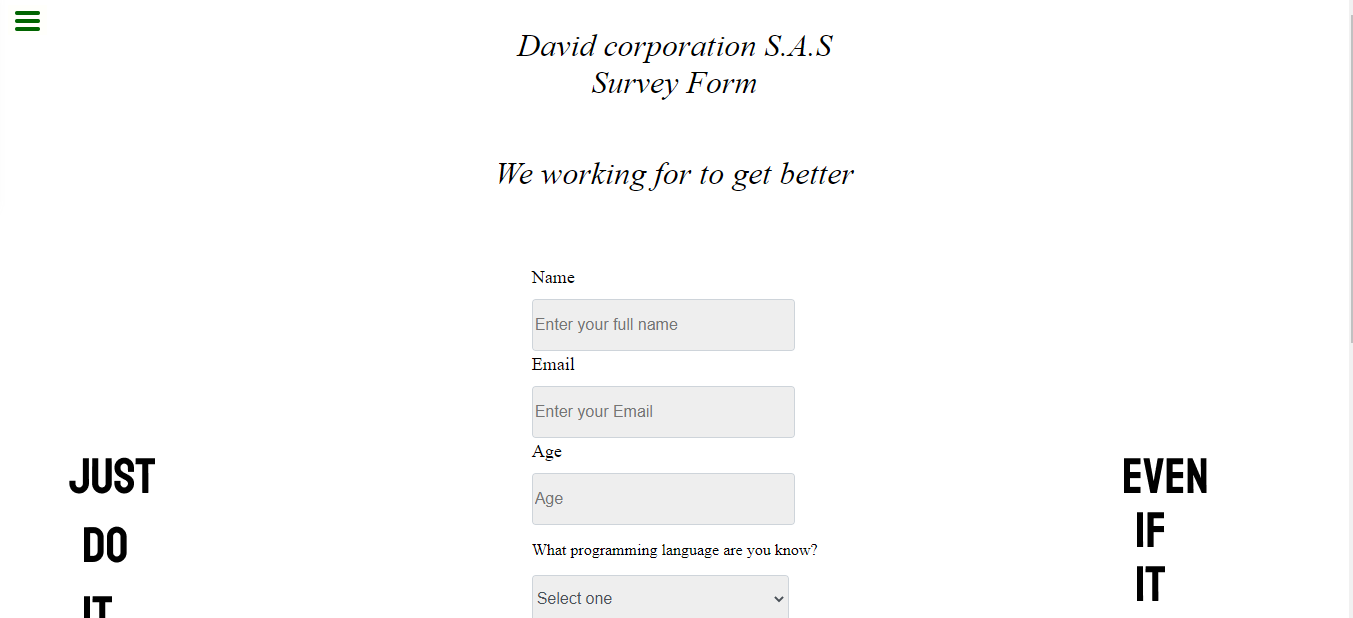 David corporation S.A.S
Survey Form
We working for to get better
Name
Enter your full name
Email
Enter your Email
Age
Age
What programming language are you know?
Select one
JUST
DO
IT
EVEN
IF
IT